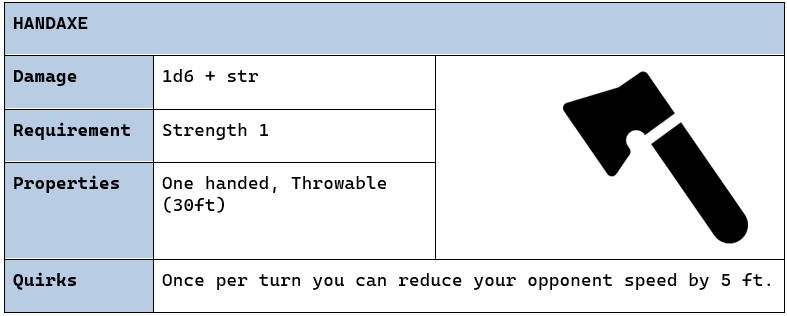 HANDAXE
Damage
1d6 + str
Requirement
Strength 1
Properties
One handed, Throwable
(30ft)
Quirks
Once per turn you can reduce your opponent speed by 5 ft.